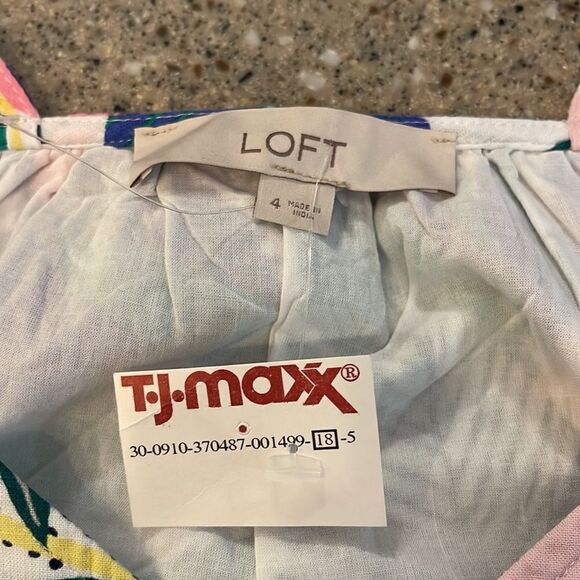 LOFT
4 MADE IN
INDIA
T·J·maxx®
30-0910-370487-001499-18-5